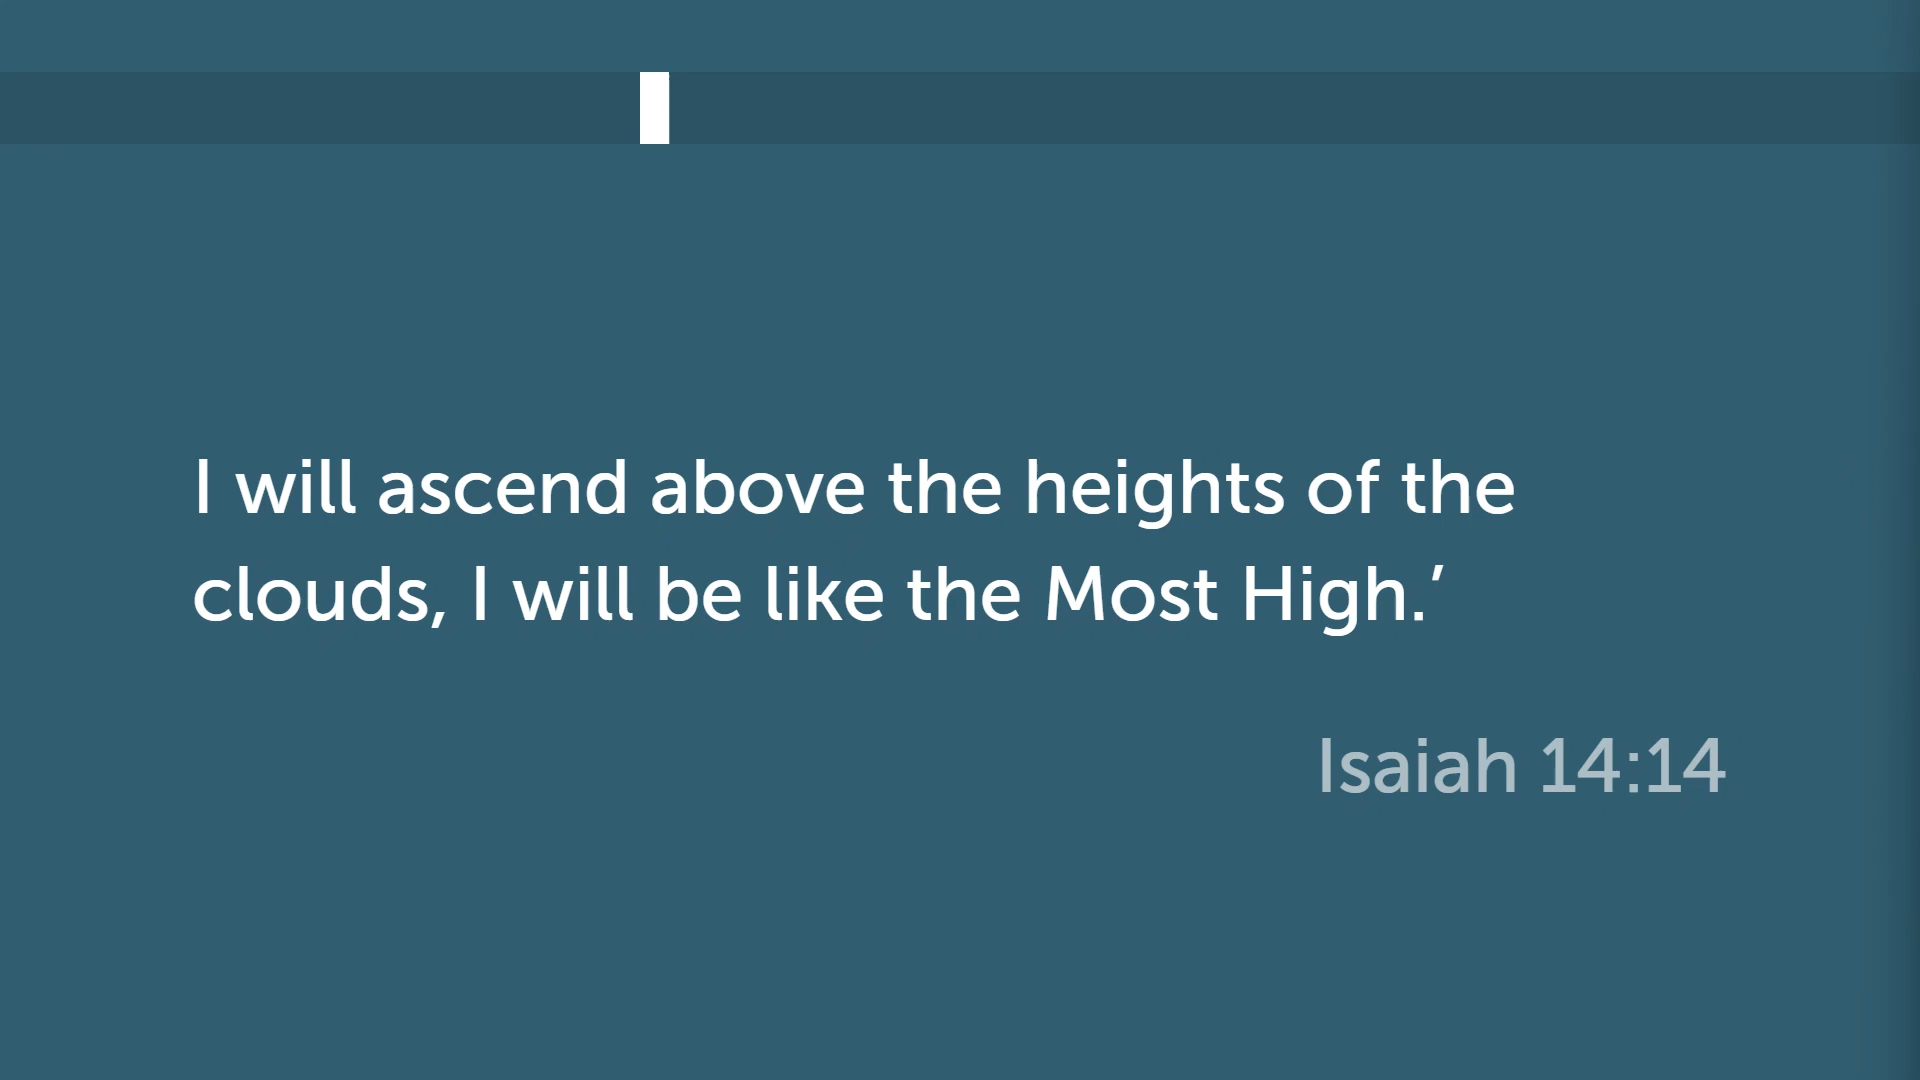 I will ascend above the heights of the
clouds, I will be like the Most High.’
Isaiah 14:14